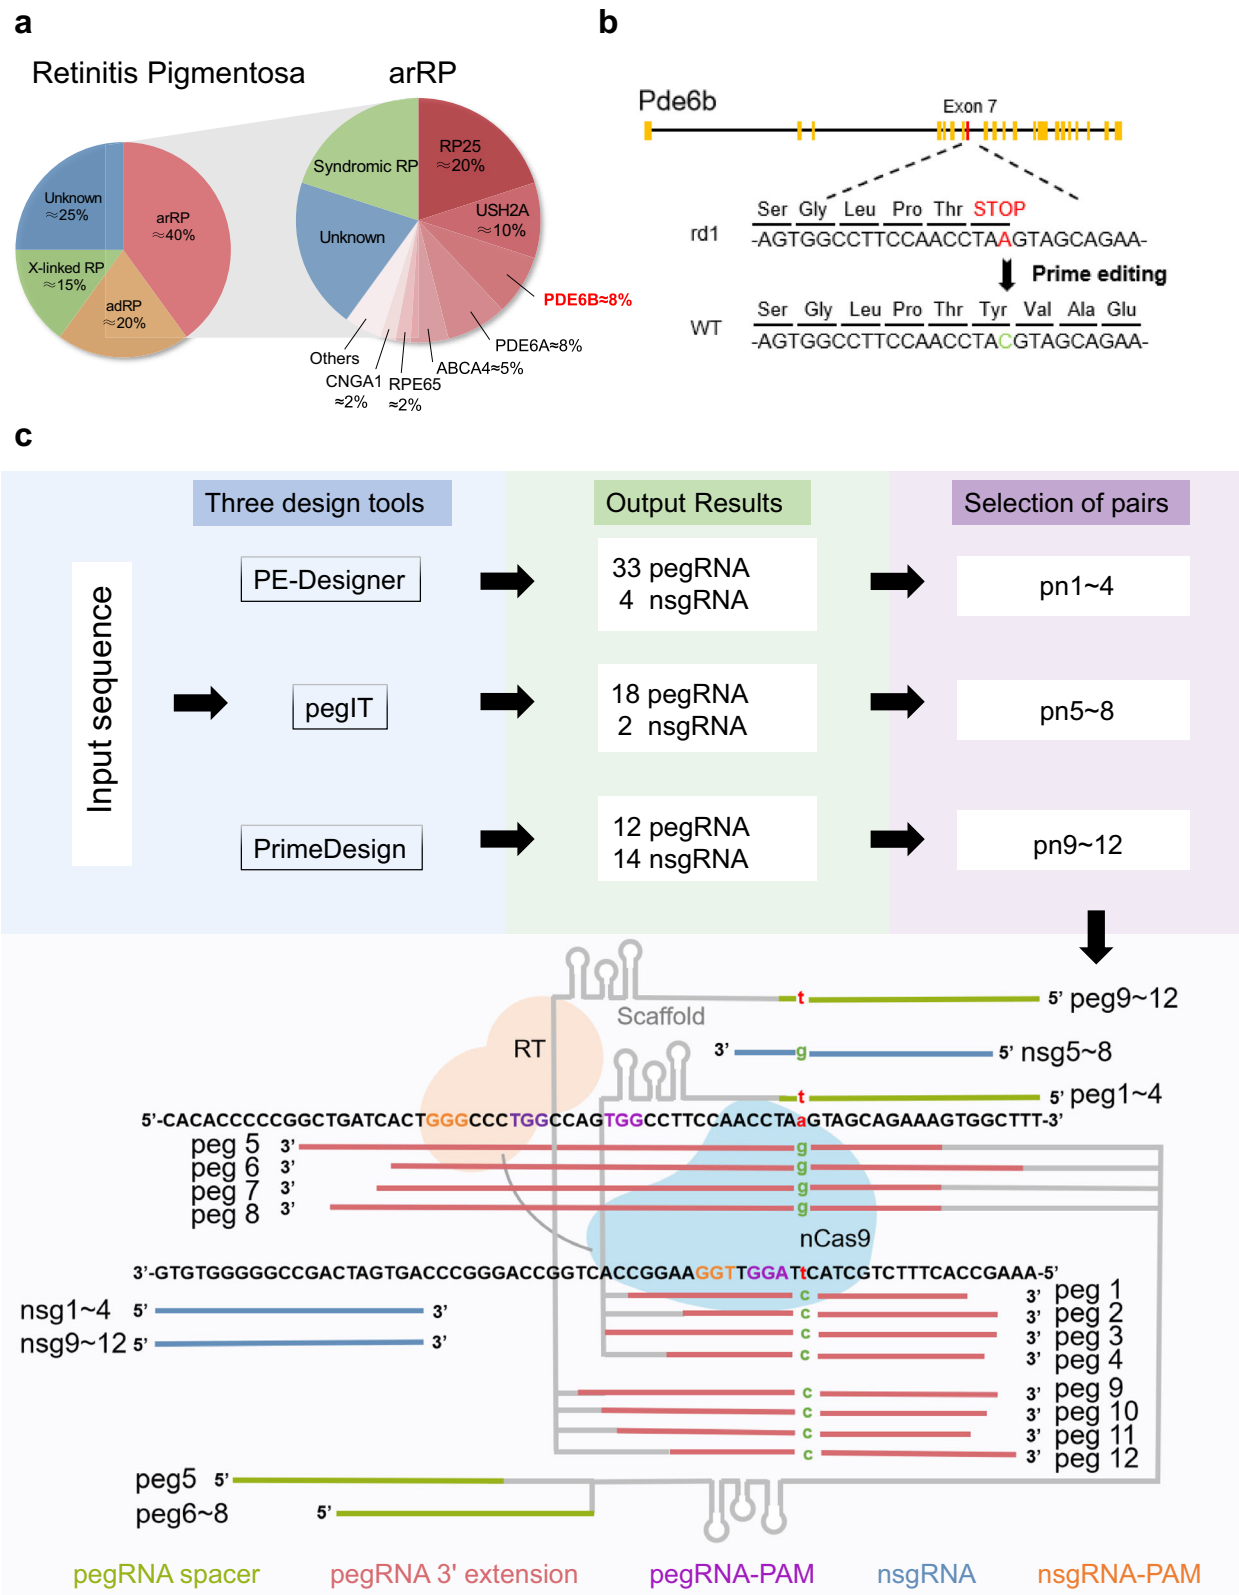 a
Retinitis Pigmentosa
arRP
Unknown
≈25%
arRP
≈40%
X-linked RP
≈15%
adRP
≈20%
Syndromic RP
RP25
≈20%
USH2A
≈10%
Unknown
PDE6B≈8%
PDE6A≈8%
ABCA4≈5%
RPE65
≈2%
CNGA1
≈2%
Others
b
Pde6b
Exon 7
Ser Gly Leu Pro Thr STOP
rd1
-AGTGGCCTTCCAACCTAAGTAGCAGAA-
Prime editing
Ser Gly Leu Pro Thr Tyr Val Ala Glu
WT
-AGTGGCCTTCCAACCTACGTAGCAGAA-
c
Three design tools
Output Results
Selection of pairs
Input sequence
PE-Designer
33 pegRNA
4 nsgRNA
pn1~4
pegIT
18 pegRNA
2 nsgRNA
pn5~8
PrimeDesign
12 pegRNA
14 nsgRNA
pn9~12
t 5’ peg9~12
Scaffold
RT
3’ g 5’ nsg5~8
t 5’ peg1~4
5’-CACACCCCCGGCTGATCACTGGGCCCTGGCCAGTGGCCTTCCAACCTAaGTAGCAGAAAGTGGCTTT-3’
peg 5 3’ g
peg 6 3’ g
peg 7 3’ g
peg 8 3’ g
nCas9
3’-GTGTGGGGGCCGACTAGTGACCCGGGACCGGTCACCGGAAGGTTGGATtCATCGTCTTTCACCGAAA-5’
nsg1~4 5’ 3’
nsg9~12 5’ 3’
c 3’ peg 1
c 3’ peg 2
c 3’ peg 3
c 3’ peg 4
c 3’ peg 9
c 3’ peg 10
c 3’ peg 11
c 3’ peg 12
peg5 5’
peg6~8 5’
pegRNA spacer
pegRNA 3' extension
pegRNA-PAM
nsgRNA
nsgRNA-PAM